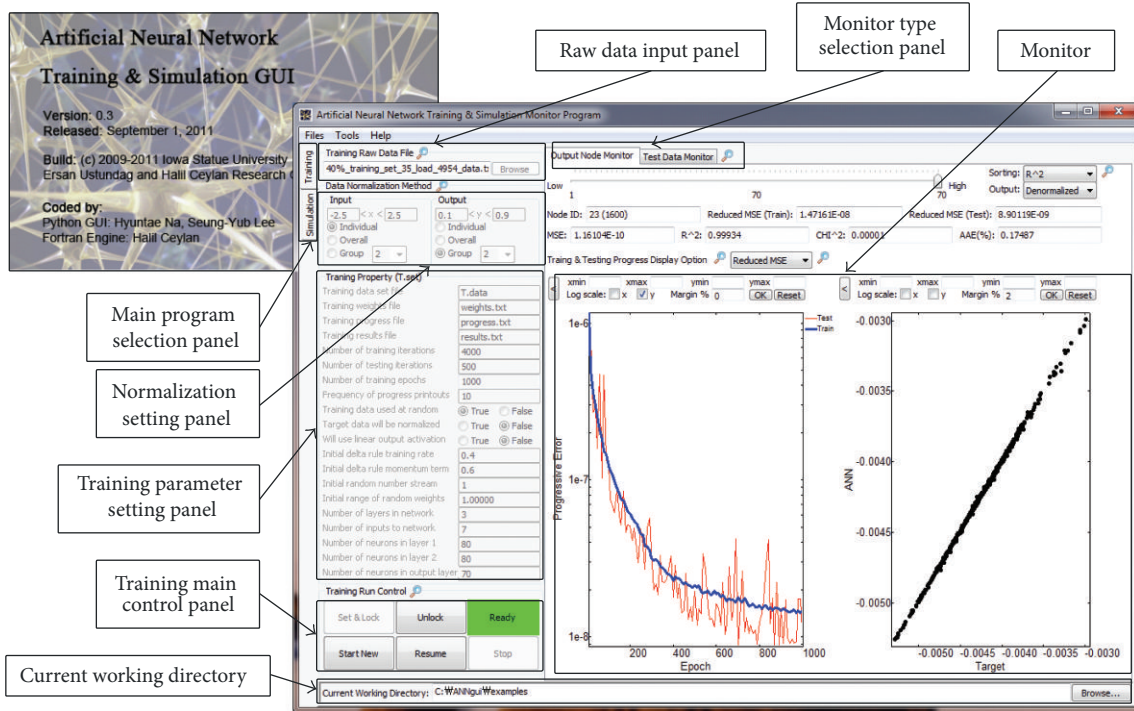 Artificial Neural Network
Training & Simulation GUI
Version: 0.3
Released: September 1, 2011
Build: (c) 2009-2011 Iowa Statue University
Ersan Ustundag and Halil Ceylan Research
Coded by:
Python GUI: Hyuntae Na, Seung-Yub Lee
Fortran Engine: Halil Ceylan
Raw data input panel
Monitor type
selection panel
Monitor
Main program
selection panel
Normalization
setting panel
Training parameter
setting panel
Training main
control panel
Current working directory
Artificial Neural Network Training & Simulation Monitor Program
Files Tools Help
Training
Simulation
Training Raw Data File
40%_training_set_35_load_4954_data.t Browse
Data Normalization Method
Input Output
-2.5 < x < 2.5 0.1 < y < 0.9
Individual Individual
Overall Overall
Group 2 Group 2
Traning Property (T.set)
Training data set file T.data
Training weights file weights.txt
Training progress file progress.txt
Training results file results.txt
Number of training iterations 4000
Number of testing iterations 500
Number of training epochs 1000
Frequency of progress printouts 10
Training data used at random True False
Target data will be normalized True False
Will use linear output activation True False
Initial delta rule training rate 0.4
Initial delta rule momentum term 0.6
Initial random number stream 1
Initial range of random weights 1.00000
Number of layers in network 3
Number of inputs to network 7
Number of neurons in layer 1 80
Number of neurons in layer 2 80
Number of neurons in output layer 70
Training Run Control
Set & Lock Unlock Ready
Start New Resume Stop
Output Node Monitor Test Data Monitor
Low 1 70 70 High
Sorting: R^2
Output: Denormalized
Node ID: 23 (1600) Reduced MSE (Train): 1.47161E-08 Reduced MSE (Test): 8.90119E-09
MSE: 1.16104E-10 R^2: 0.99934 CHI^2: 0.00001 AAE(%): 0.17487
Traing & Testing Progress Display Option Reduced MSE
< xmin xmax ymin ymax
Log scale: x y Margin % 0 OK Reset
Test
Train
1e-6
1e-7
1e-8
Progressive Error
200 400 600 800 1000
Epoch
< xmin xmax ymin ymax
Log scale: x y Margin % 2 OK Reset
-0.0030
-0.0035
-0.0040
-0.0045
-0.0050
ANN
-0.0050 -0.0045 -0.0040 -0.0035 -0.0030
Target
Current Working Directory: C:₩ANNgui₩examples Browse...